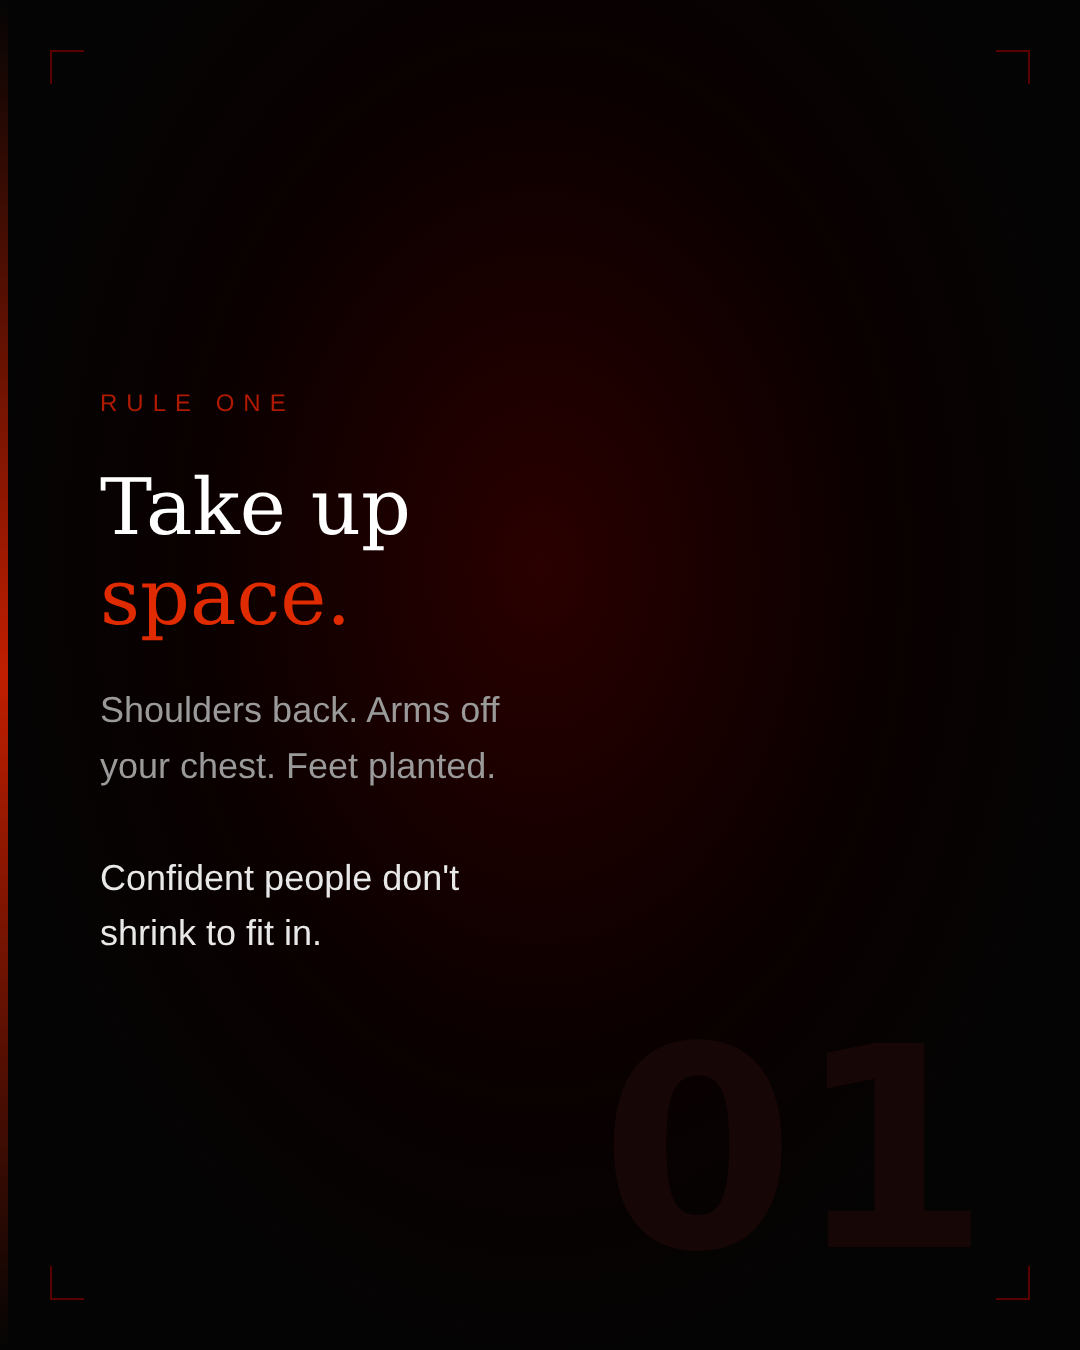 RULE ONE
Take up
space.
Shoulders back. Arms off
your chest. Feet planted.
Confident people don't
shrink to fit in.
01